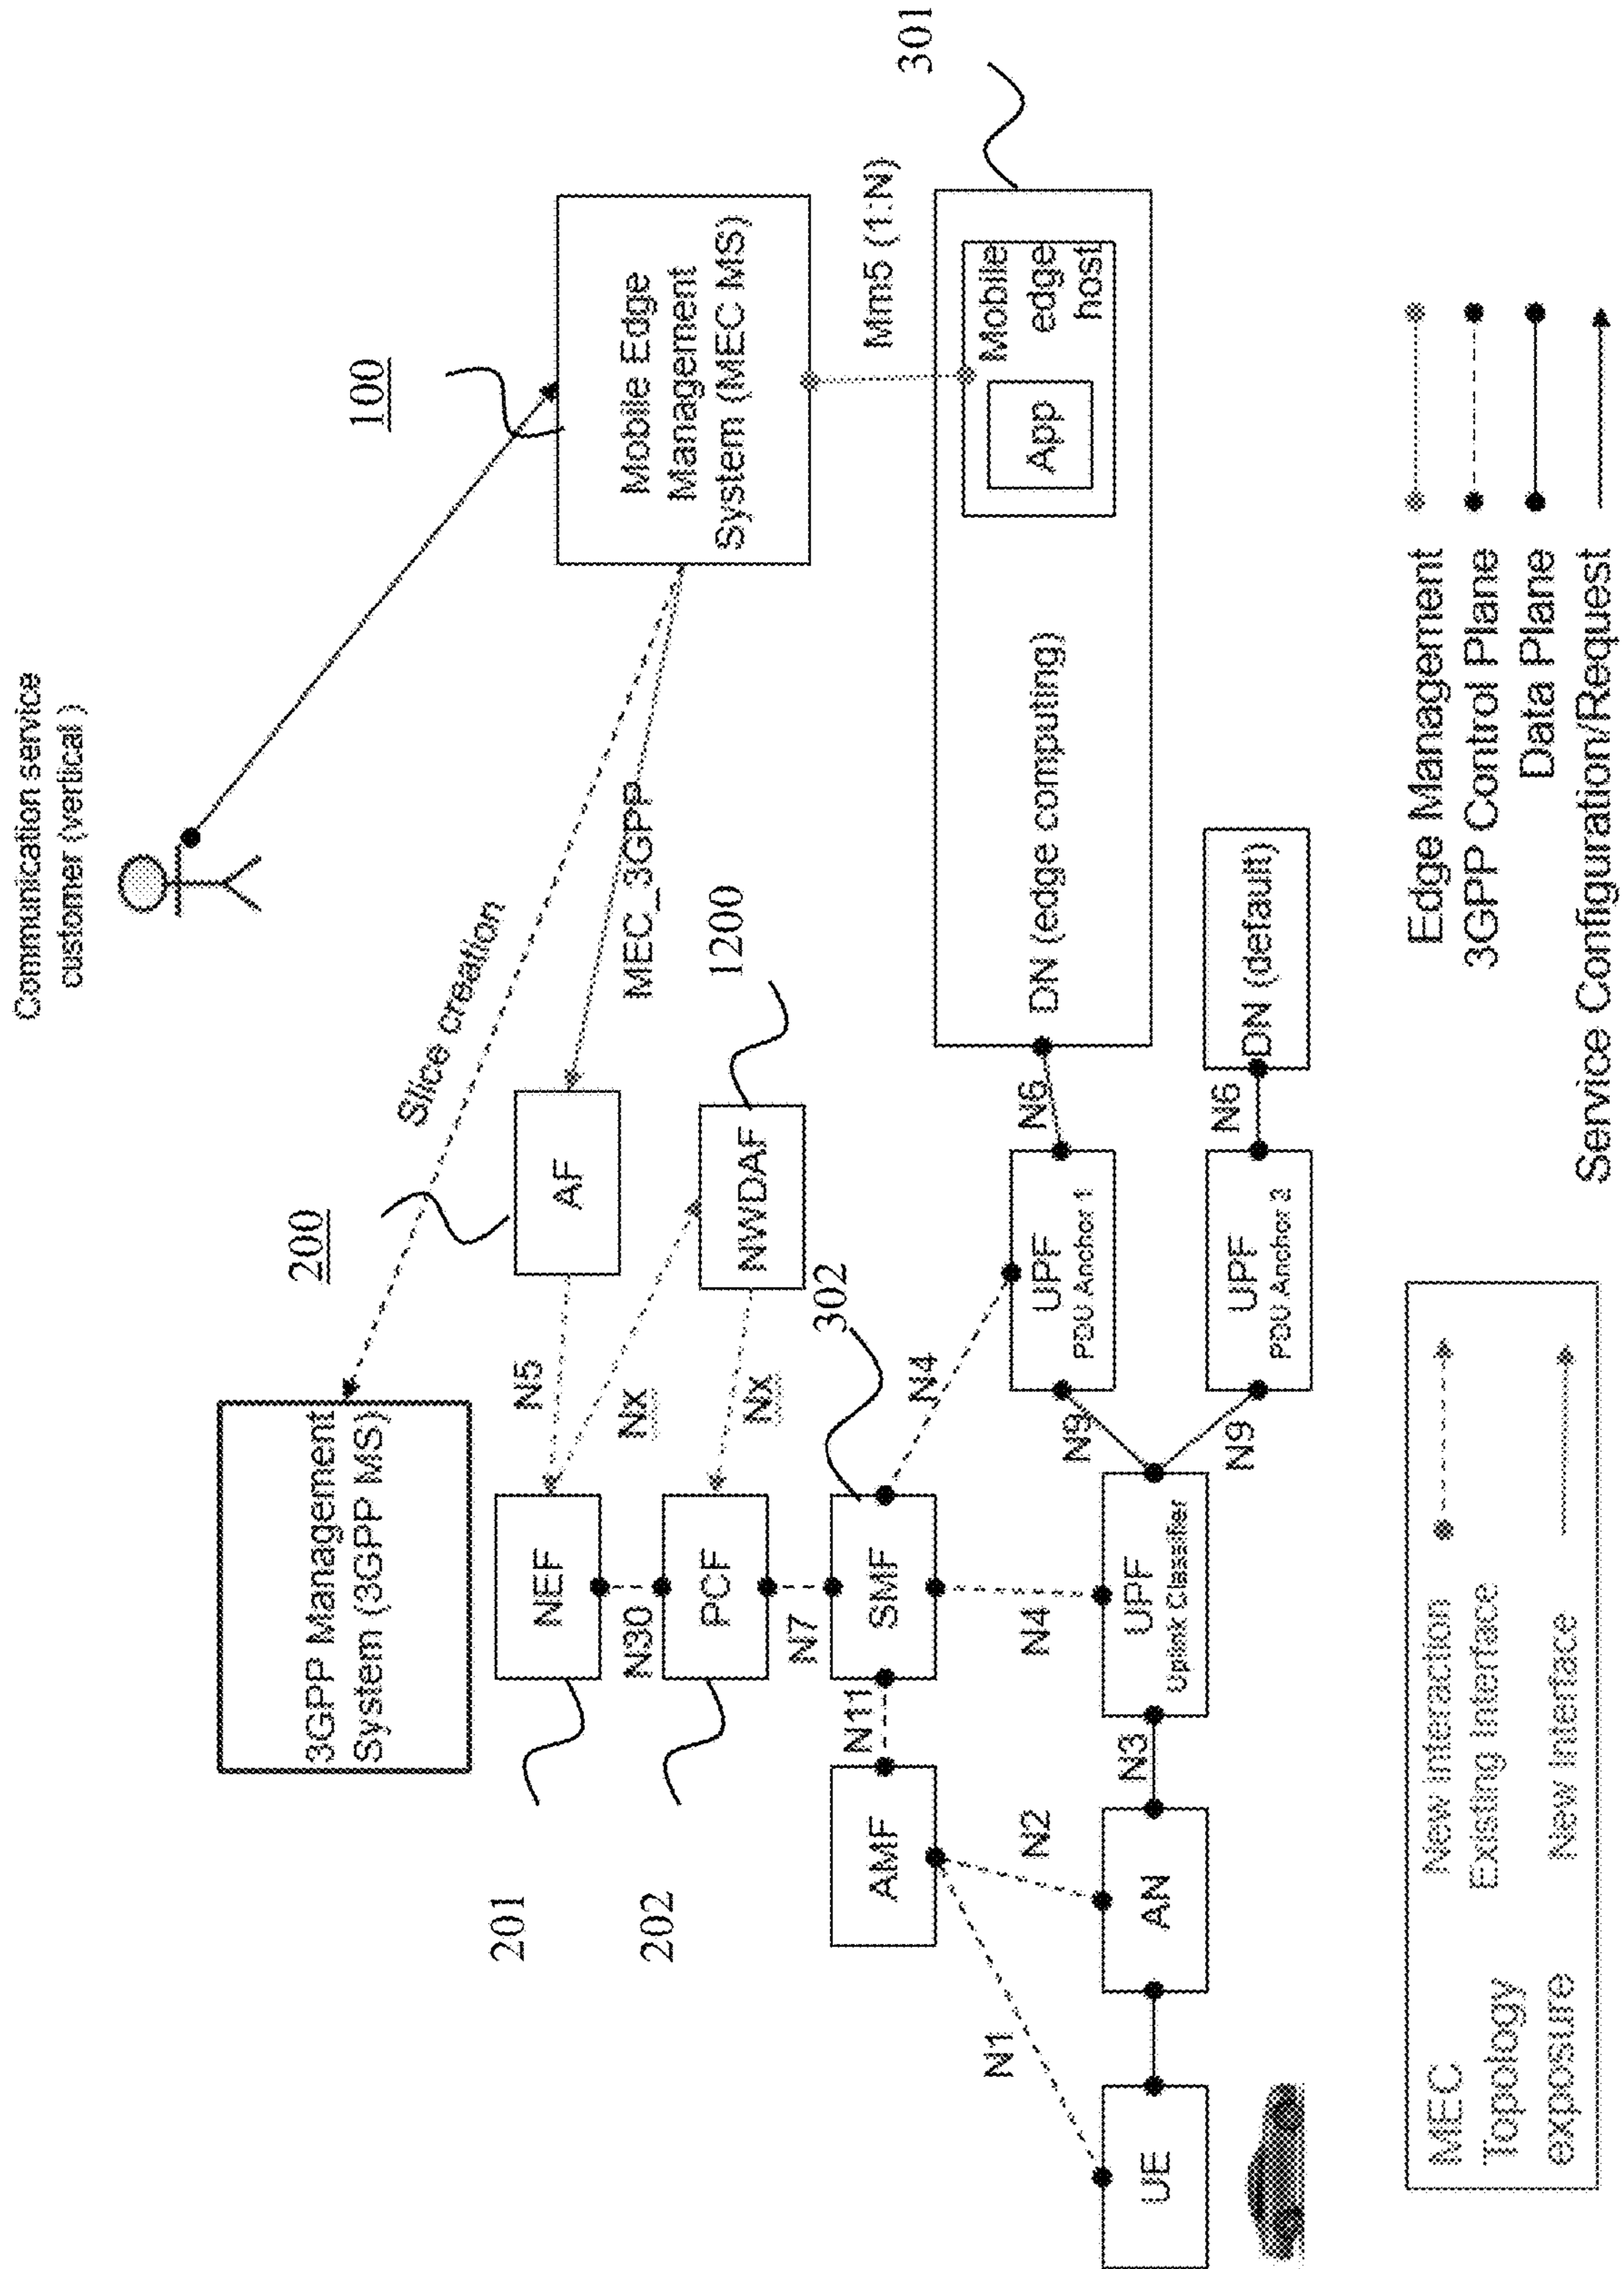 Communication service
customer (vertical )
100
Mobile Edge
Management
System (MEC MS)
Slice creation
MEC_3GPP
Mm5 (1:N)
301
200
3GPP Management
System (3GPP MS)
AF
N5
1200
NWDAF
Nx
Nx
NEF
201
N30
PCF
202
N7
302
SMF
N11
AMF
N4
N4
N1
N2
UE
AN
N3
UPF
Uplink Classifier
N9
N9
UPF
PDU Anchor 1
UPF
PDU Anchor 2
N6
N6
DN (edge computing)
App
Mobile
edge
host
DN (default)
MEC
Topology
exposure
New interaction
Existing Interface
New Interface
Edge Management
3GPP Control Plane
Data Plane
Service Configuration/Request